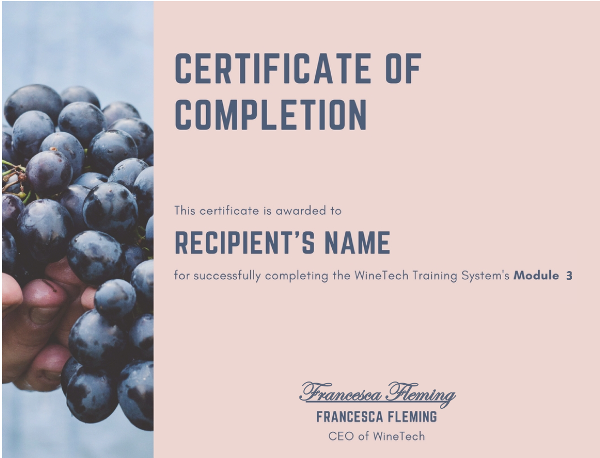 CERTIFICATE OF
COMPLETION
This certificate is awarded to
RECIPIENT'S NAME
for successfully completing the WineTech Training System's Module 3
Francesca Fleming
FRANCESCA FLEMING
CEO of WineTech